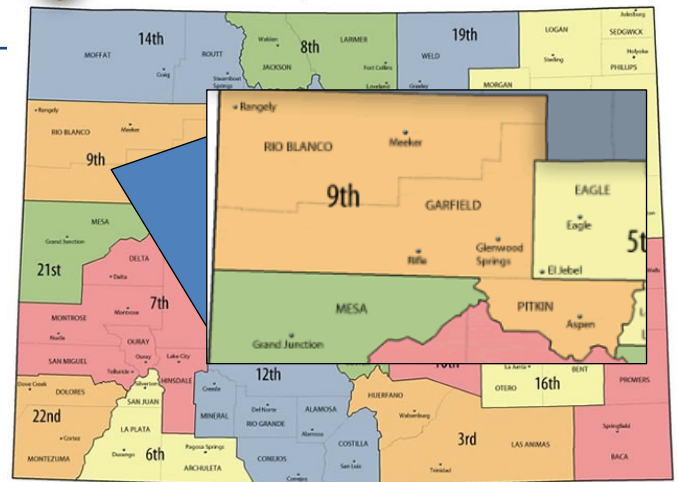 14th
MOFFAT
Craig
ROUTT
Steamboat
Springs
Walden
8th
LARIMER
JACKSON
Fort Collins
Loveland
19th
WELD
Greeley
LOGAN
Sterling
Julesburg
SEDGWICK
Holyoke
PHILLIPS
MORGAN
Rangely
RIO BLANCO
Meeker
9th
Rangely
RIO BLANCO
Meeker
9th
GARFIELD
Rifle
Glenwood
Springs
EAGLE
Eagle
5t
El Jebel
MESA
Grand Junction
PITKIN
Aspen
MESA
Grand Junction
21st
DELTA
Delta
7th
MONTROSE
Montrose
Nucla
OURAY
Ouray
SAN MIGUEL
Telluride
Lake City
HINSDALE
Dove Creek
DOLORES
22nd
Cortez
MONTEZUMA
Silverton
SAN JUAN
LA PLATA
Durango
6th
Pagosa Springs
ARCHULETA
12th
Creede
MINERAL
Del Norte
RIO GRANDE
ALAMOSA
Alamosa
CONEJOS
Conejos
COSTILLA
San Luis
HUERFANO
Walsenburg
3rd
LAS ANIMAS
Trinidad
La Junta
BENT
OTERO
16th
PROWERS
Springfield
BACA